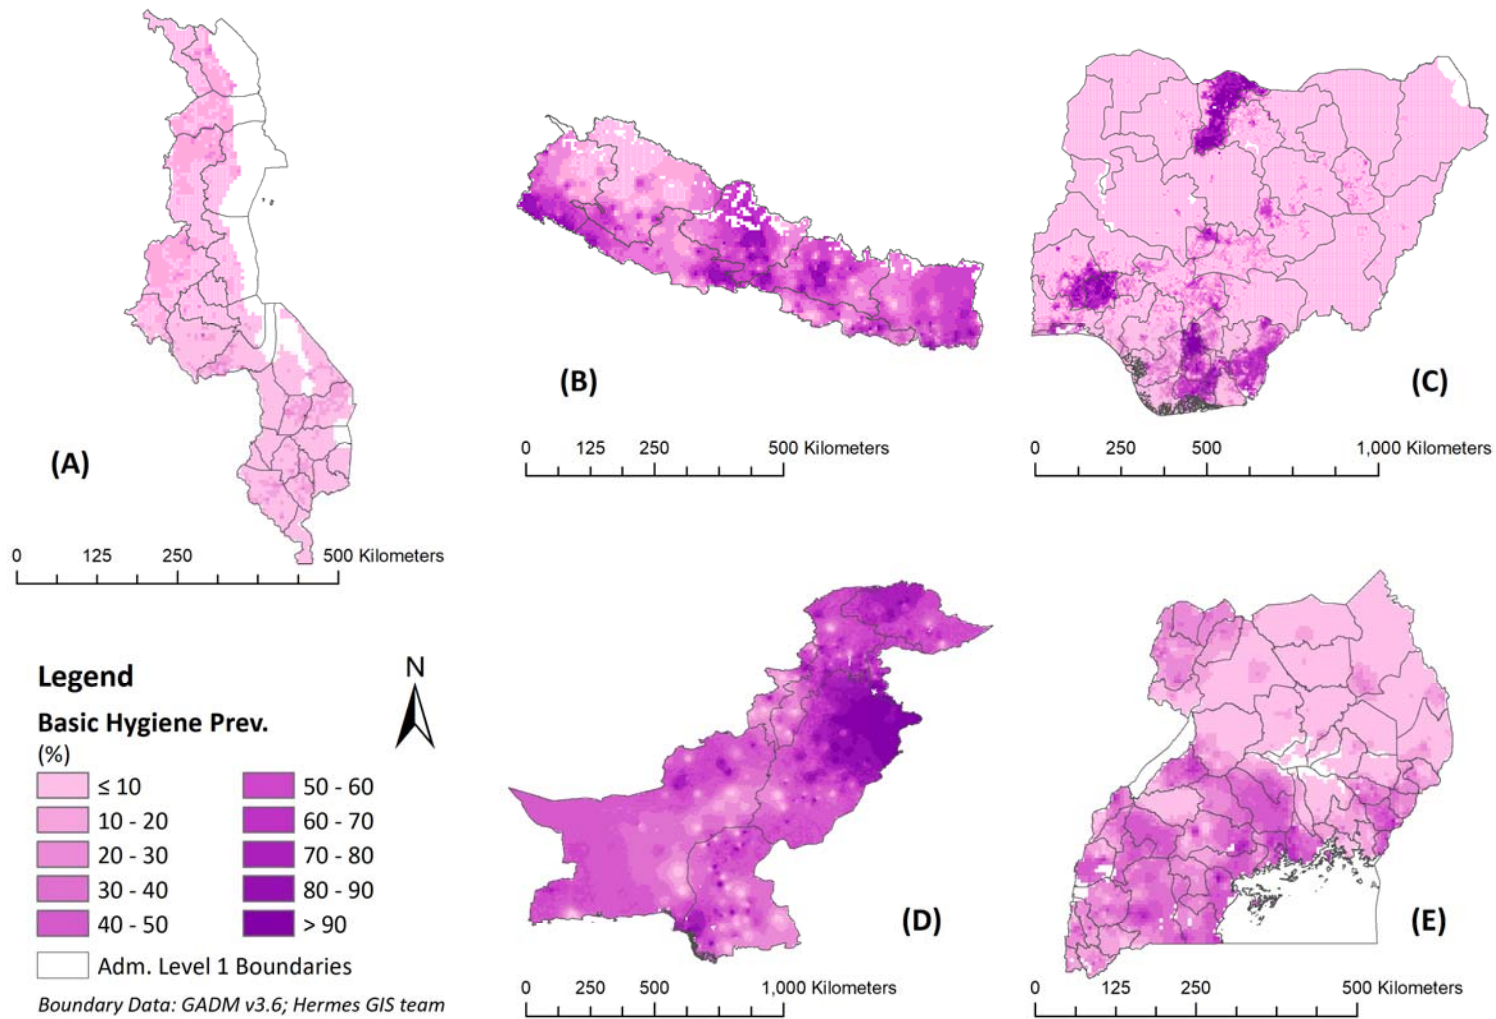 (A)
0 125 250 500 Kilometers
(B)
0 125 250 500 Kilometers
(C)
0 250 500 1,000 Kilometers
Legend
Basic Hygiene Prev.
(%)
≤ 10
10 - 20
20 - 30
30 - 40
40 - 50
50 - 60
60 - 70
70 - 80
80 - 90
> 90
Adm. Level 1 Boundaries
Boundary Data: GADM v3.6; Hermes GIS team
N
(D)
0 250 500 1,000 Kilometers
(E)
0 125 250 500 Kilometers